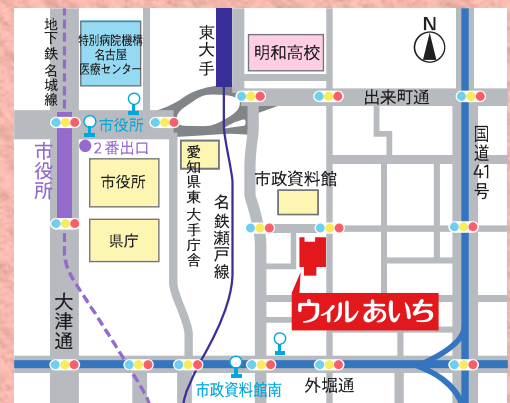 地下鉄名城線
特別病院機構
名古屋
医療センター
東大手
明和高校
N
出来町通
市役所
2番出口
市役所
市役所
県庁
愛知県東大手庁舎
名鉄瀬戸線
市政資料館
国道41号
ウィルあいち
大津通
市政資料館南
外堀通